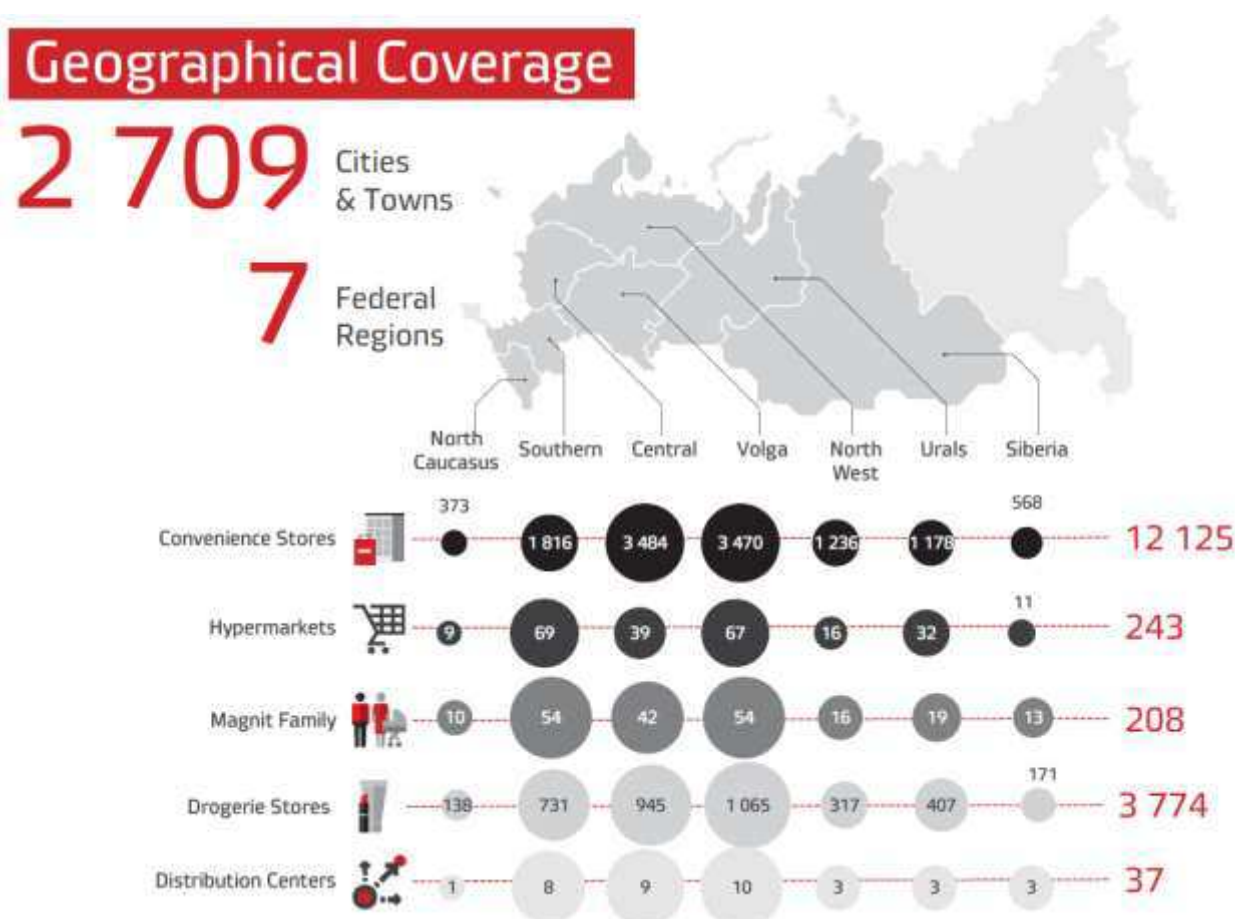 Geographical Coverage
2 709
Cities
& Towns
7
Federal
Regions
North
Caucasus
Southern
Central
Volga
North
West
Urals
Siberia
Convenience Stores 373 1 816 3 484 3 470 1 236 1 178 568 12 125
Hypermarkets 9 69 39 67 16 32 11 243
Magnit Family 10 54 42 54 16 19 13 208
Drogerie Stores 138 731 945 1 065 317 407 171 3 774
Distribution Centers 1 8 9 10 3 3 3 37